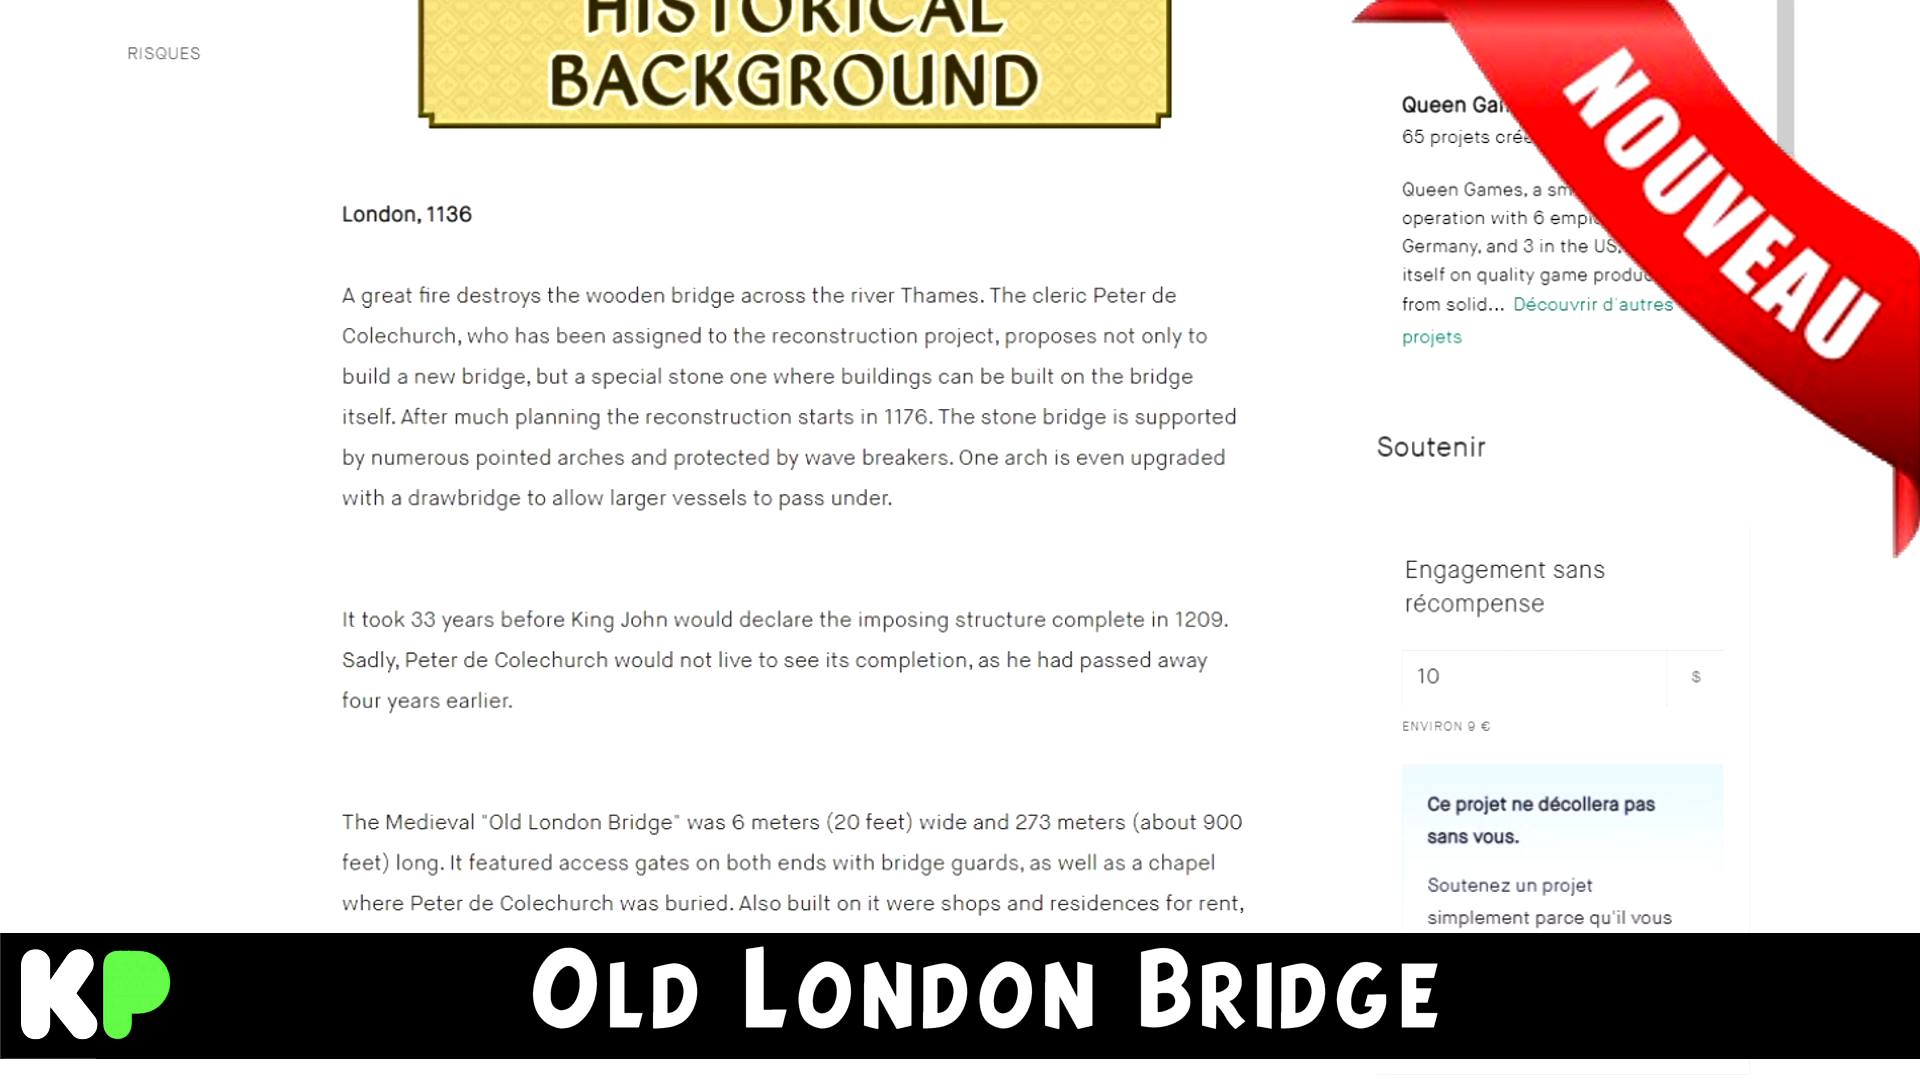 HISTORICAL
BACKGROUND
RISQUES
London, 1136
A great fire destroys the wooden bridge across the river Thames. The cleric Peter de
Colechurch, who has been assigned to the reconstruction project, proposes not only to
build a new bridge, but a special stone one where buildings can be built on the bridge
itself. After much planning the reconstruction starts in 1176. The stone bridge is supported
by numerous pointed arches and protected by wave breakers. One arch is even upgraded
with a drawbridge to allow larger vessels to pass under.
It took 33 years before King John would declare the imposing structure complete in 1209.
Sadly, Peter de Colechurch would not live to see its completion, as he had passed away
four years earlier.
The Medieval "Old London Bridge" was 6 meters (20 feet) wide and 273 meters (about 900
feet) long. It featured access gates on both ends with bridge guards, as well as a chapel
where Peter de Colechurch was buried. Also built on it were shops and residences for rent,
Queen
65 projets
Queen Games, a
operation with 6
Germany, and 3 in the US,
itself on quality game
from solid... Découvrir d'autres
projets
NOUVEAU
Soutenir
Engagement sans
récompense
10 $
ENVIRON 9 €
Ce projet ne décollera pas
sans vous.
Soutenez un projet
simplement parce qu'il vous
KP
OLD LONDON BRIDGE